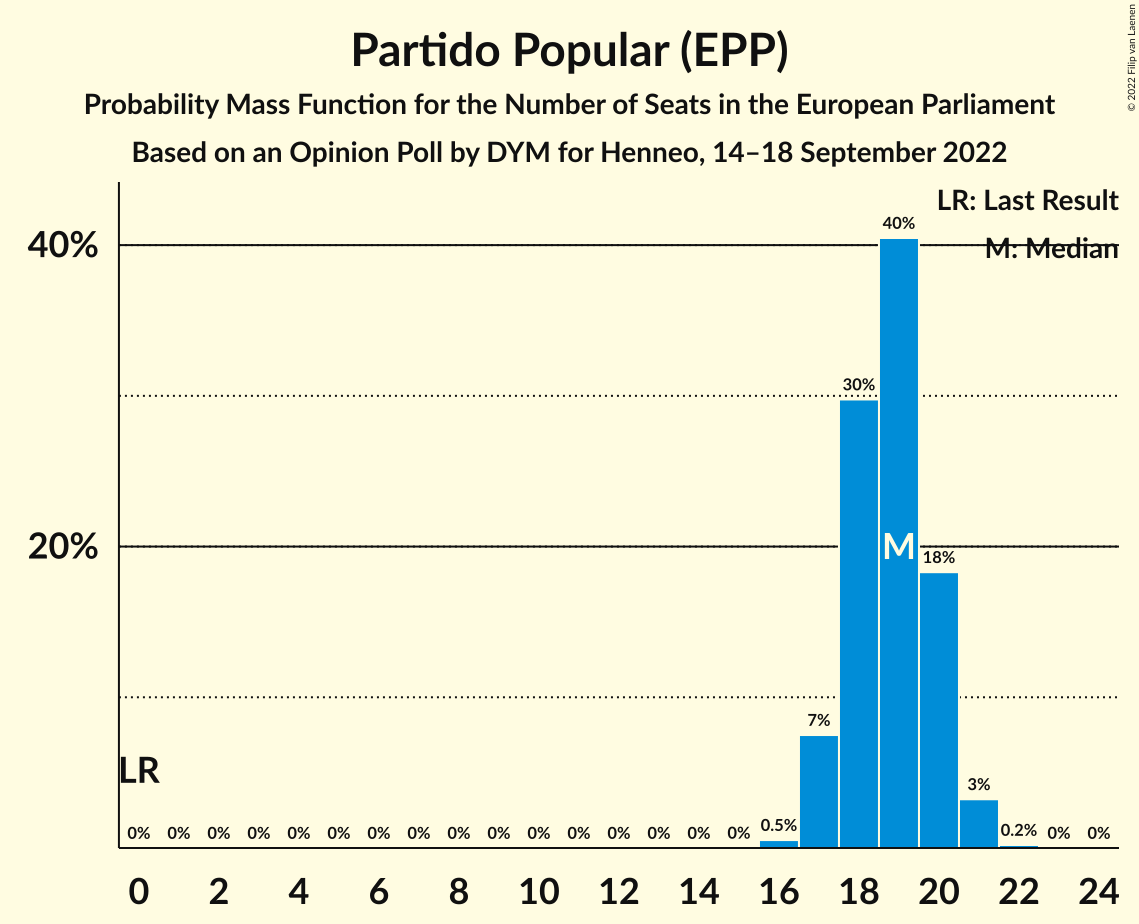 Partido Popular (EPP)
Probability Mass Function for the Number of Seats in the European Parliament
Based on an Opinion Poll by DYM for Henneo, 14–18 September 2022
© 2022 Filip van Laenen
LR: Last Result
M: Median
40%
20%
40%
30%
M
18%
7%
LR
3%
0% 0% 0% 0% 0% 0% 0% 0% 0% 0% 0% 0% 0% 0% 0% 0% 0.5% 0.2% 0% 0%
0 2 4 6 8 10 12 14 16 18 20 22 24